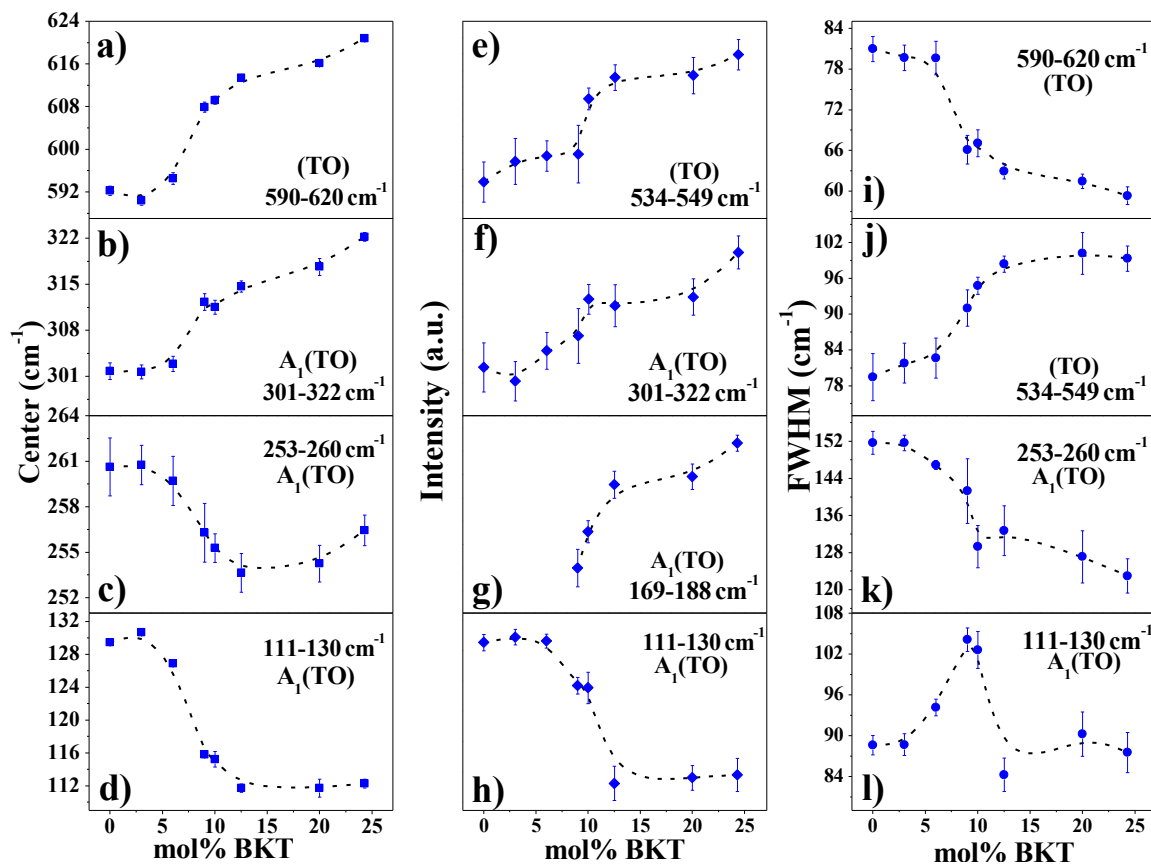 a)
624
616
608
600
592
584
(TO)
590-620 cm-1
b)
322
315
308
301
A1(TO)
301-322 cm-1
264
261
258
255
252
253-260 cm-1
A1(TO)
c)
128
124
120
116
112
111-130 cm-1
A1(TO)
d)
0 5 10 15 20 25
mol% BKT
Center (cm-1)
e)
(TO)
534-549 cm-1
f)
A1(TO)
301-322 cm-1
A1(TO)
g) 169-188 cm-1
111-130 cm-1
A1(TO)
h)
0 5 10 15 20 25
mol% BKT
Intensity (a.u.)
84
78
72
66
60
590-620 cm-1
(TO)
i)
j)
102
96
90
84
78
(TO)
534-549 cm-1
152
144
136
128
120
253-260 cm-1
A1(TO)
k)
108
102
96
90
84
111-130 cm-1
A1(TO)
l)
0 5 10 15 20 25
mol% BKT
FWHM (cm-1)